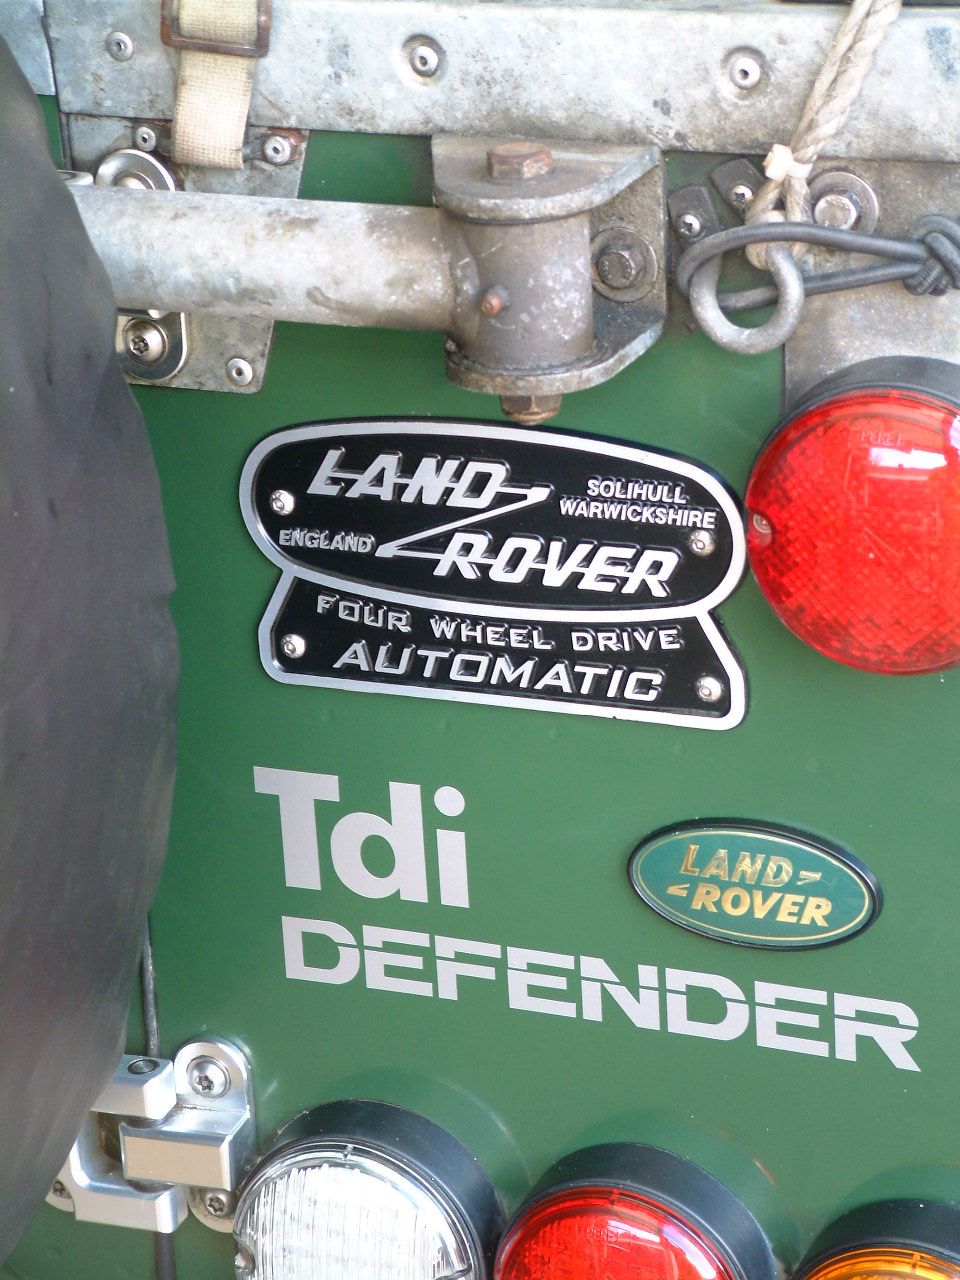 LAND
SOLIHULL
WARWICKSHIRE
ENGLAND
ROVER
FOUR WHEEL DRIVE
AUTOMATIC
Tdi
LAND
ROVER
DEFENDER